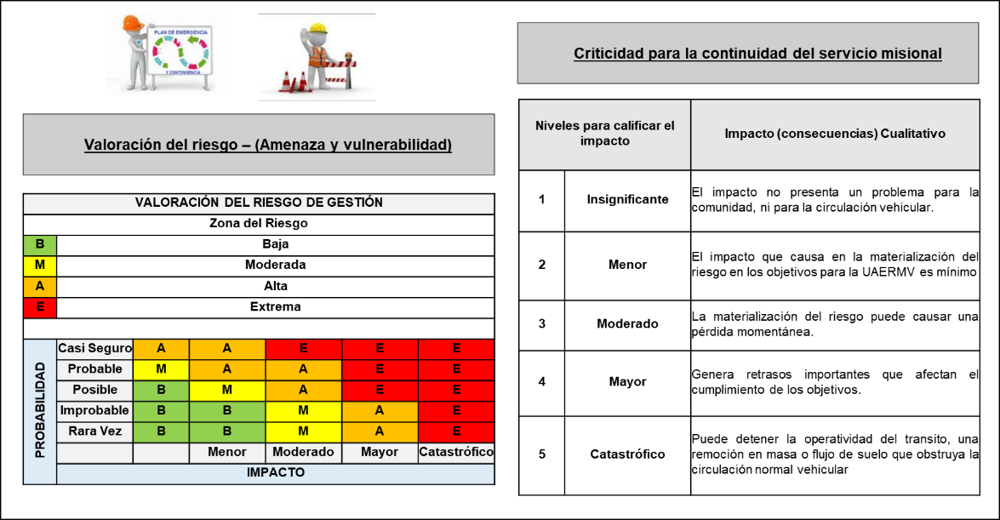 PLAN DE EMERGENCIA
Y CONTINGENCIA
Valoración del riesgo – (Amenaza y vulnerabilidad)
VALORACIÓN DEL RIESGO DE GESTIÓN
Zona del Riesgo
B Baja
M Moderada
A Alta
E Extrema
PROBABILIDAD
Casi Seguro A A E E E
Probable M A A E E
Posible B M A E E
Improbable B B M A E
Rara Vez B B M A E
Menor Moderado Mayor Catastrófico
IMPACTO
Criticidad para la continuidad del servicio misional
Niveles para calificar el
impacto
Impacto (consecuencias) Cualitativo
1 Insignificante
El impacto no presenta un problema para la
comunidad, ni para la circulación vehicular.
2 Menor
El impacto que causa en la materialización del
riesgo en los objetivos para la UAERMV es mínimo
3 Moderado
La materialización del riesgo puede causar una
pérdida momentánea.
4 Mayor
Genera retrasos importantes que afectan el
cumplimiento de los objetivos.
5 Catastrófico
Puede detener la operatividad del transito, una
remoción en masa o flujo de suelo que obstruya la
circulación normal vehicular